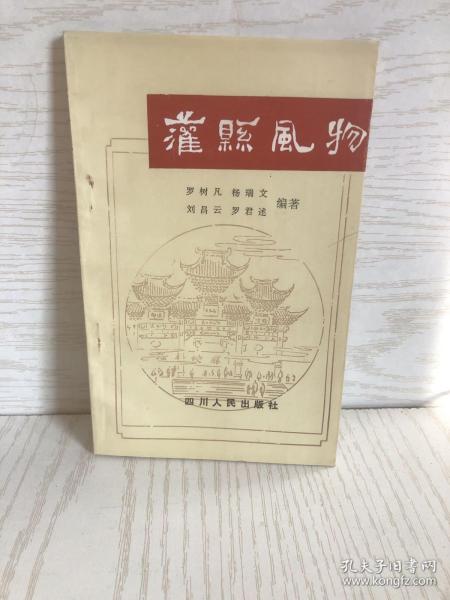 灌縣風物
罗树凡 杨瑞文
刘昌云 罗君述
编著
四川人民出版社
孔夫子旧书网
www.kongfz.com